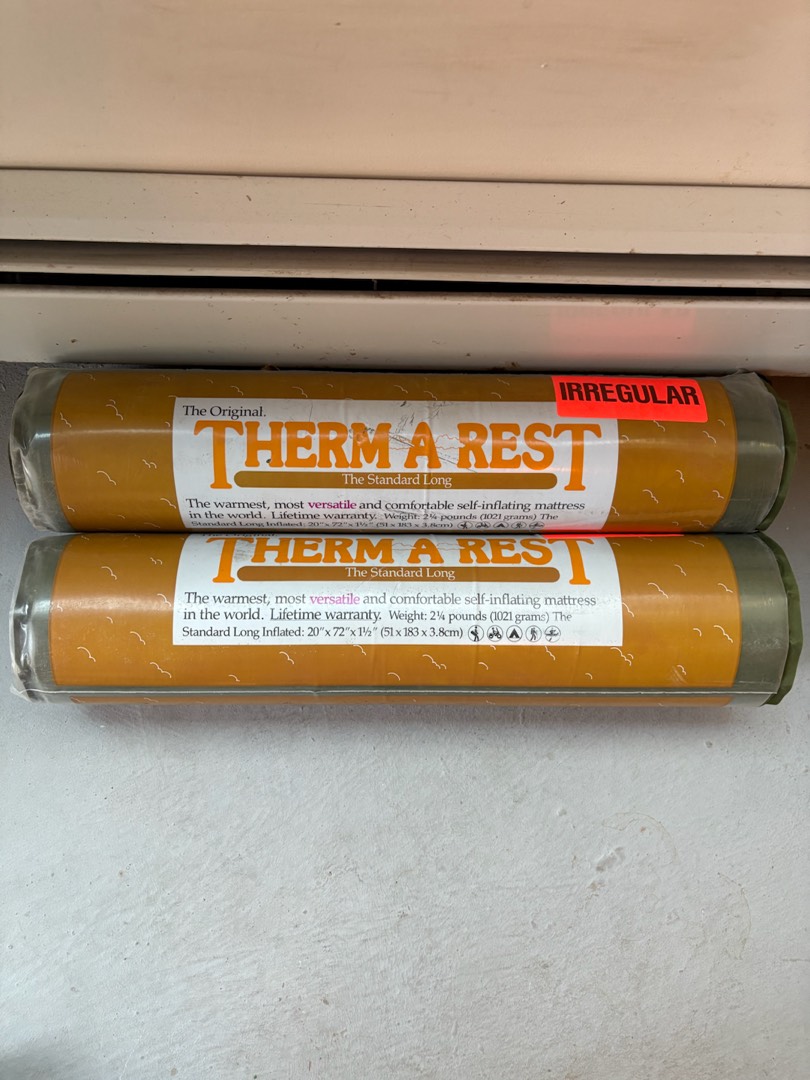 IRREGULAR
The Original.
THERM A REST
The Standard Long
The warmest, most versatile and comfortable self-inflating mattress
in the world. Lifetime warranty. Weight: 2¼ pounds (1021 grams) The
Standard Long Inflated: 20" x 72" x 1½" (51 x 183 x 3.8cm)
The Original.
THERM A REST
The Standard Long
The warmest, most versatile and comfortable self-inflating mattress
in the world. Lifetime warranty. Weight: 2¼ pounds (1021 grams) The
Standard Long Inflated: 20" x 72" x 1½" (51 x 183 x 3.8cm)